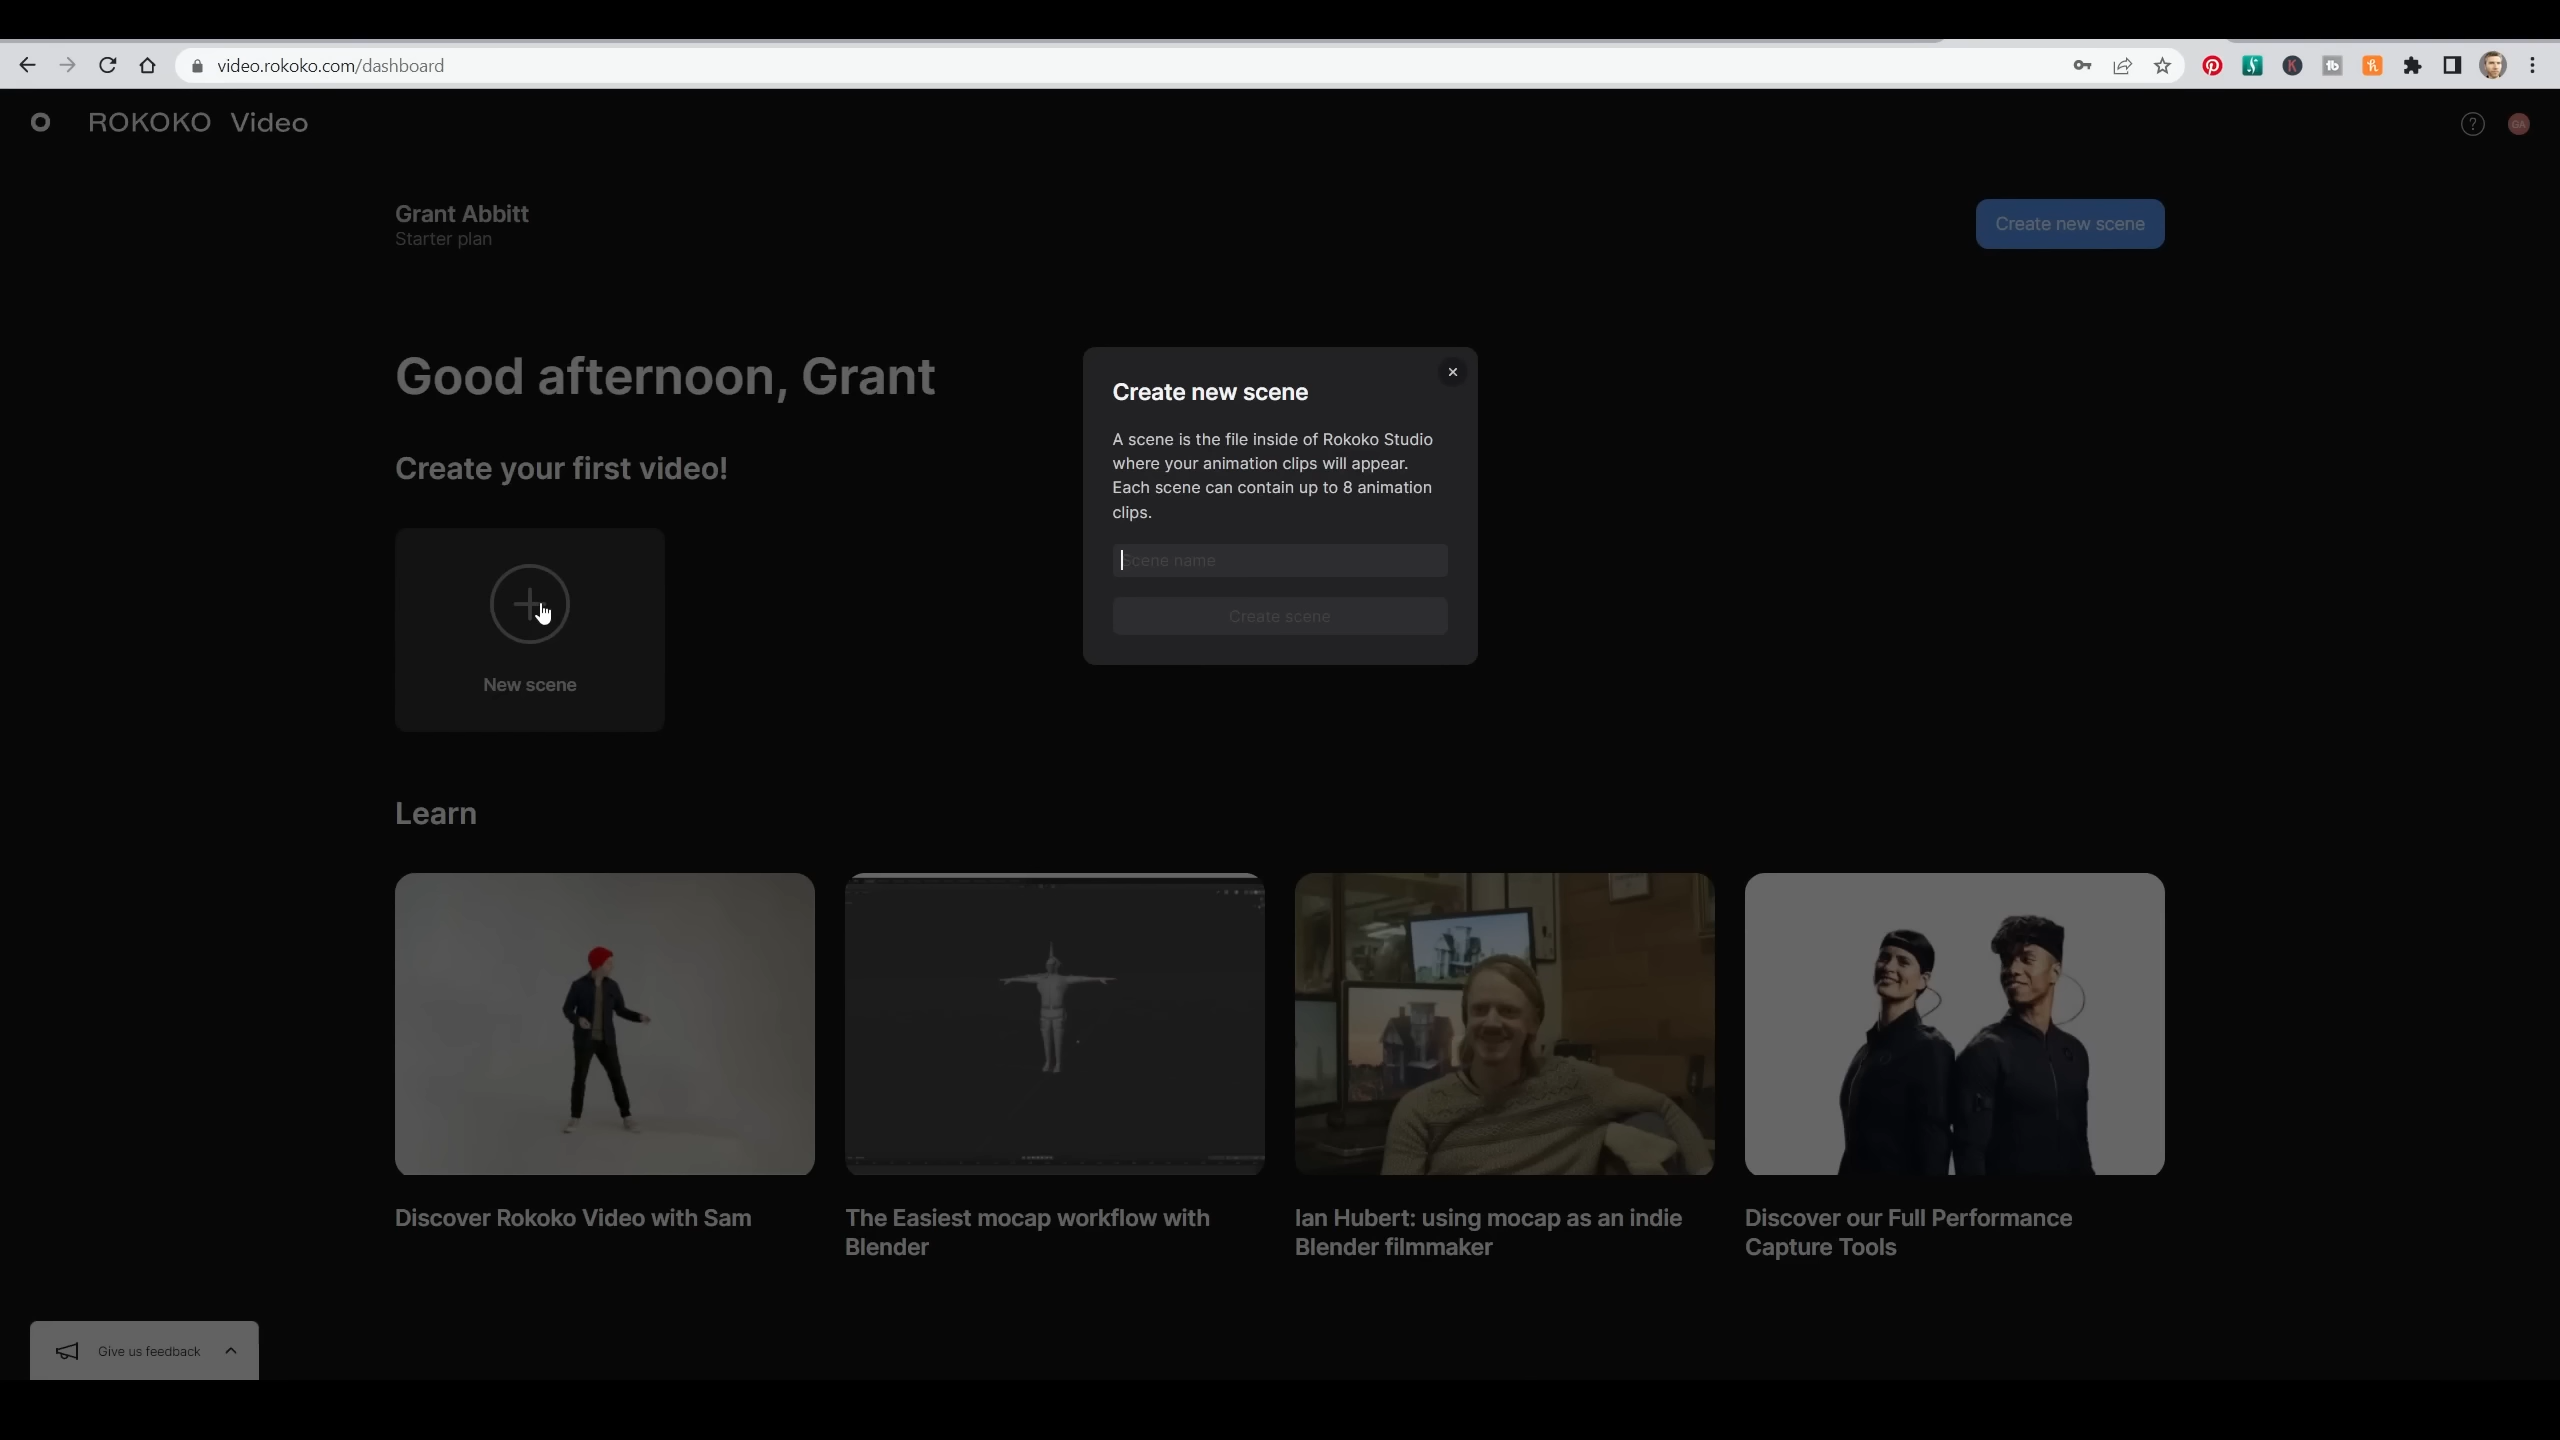 video.rokoko.com/dashboard
ROKOKO Video
GA
Grant Abbitt
Starter plan
Create new scene
Good afternoon, Grant
Create your first video!
New scene
Create new scene
A scene is the file inside of Rokoko Studio
where your animation clips will appear.
Each scene can contain up to 8 animation
clips.
Scene name
Create scene
Learn
Discover Rokoko Video with Sam
The Easiest mocap workflow with
Blender
Ian Hubert: using mocap as an indie
Blender filmmaker
Discover our Full Performance
Capture Tools
Give us feedback